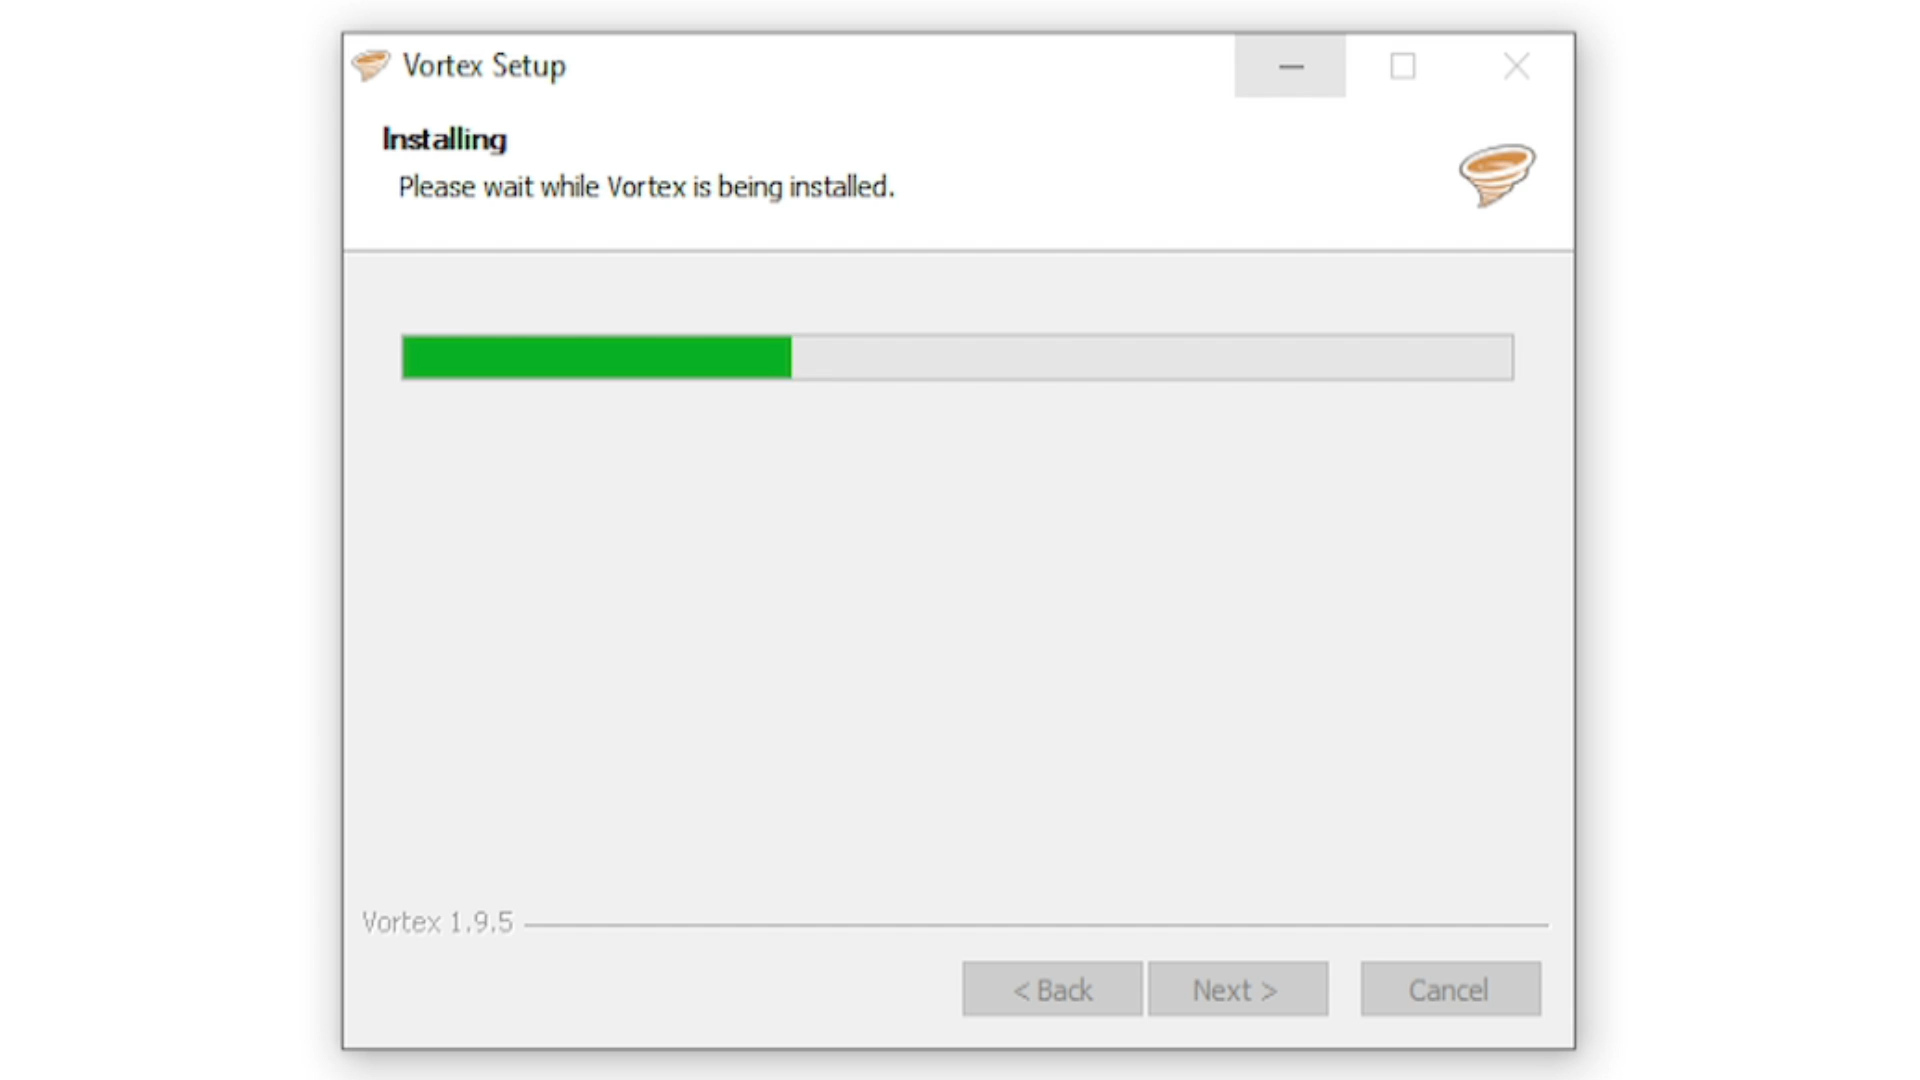 Vortex Setup
Installing
Please wait while Vortex is being installed.
Vortex 1.9.5
< Back
Next >
Cancel